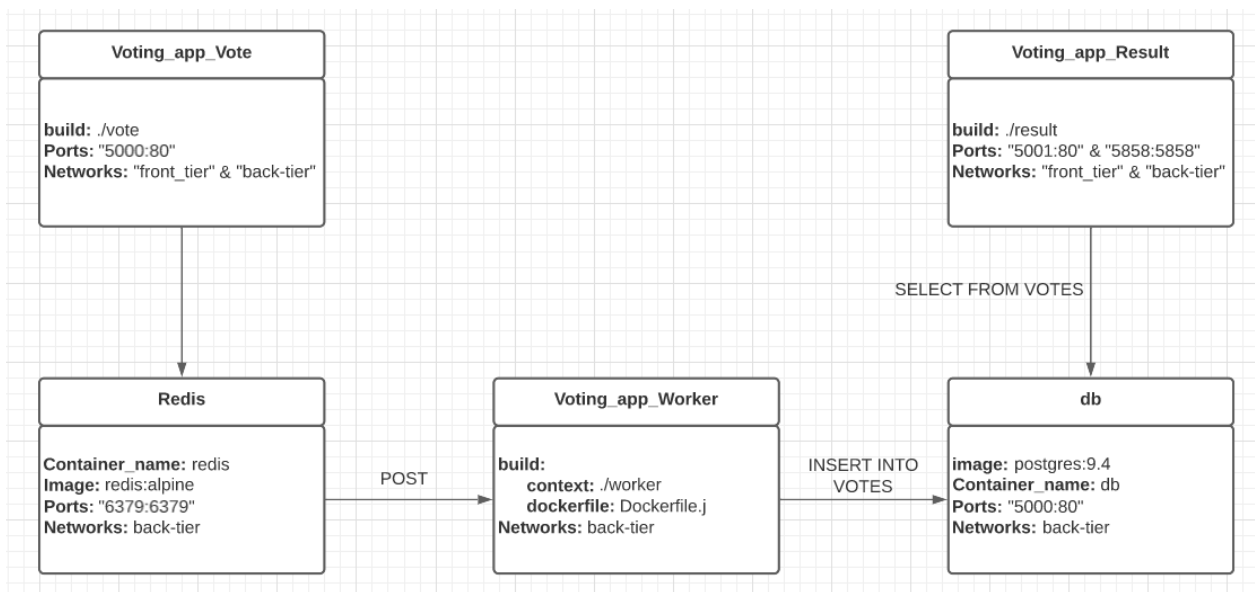 Voting_app_Vote
build: ./vote
Ports: "5000:80"
Networks: "front_tier" & "back-tier"
Voting_app_Result
build: ./result
Ports: "5001:80" & "5858:5858"
Networks: "front_tier" & "back-tier"
SELECT FROM VOTES
Redis
Container_name: redis
Image: redis:alpine
Ports: "6379:6379"
Networks: back-tier
POST
Voting_app_Worker
build:
context: ./worker
dockerfile: Dockerfile.j
Networks: back-tier
INSERT INTO
VOTES
db
image: postgres:9.4
Container_name: db
Ports: "5000:80"
Networks: back-tier